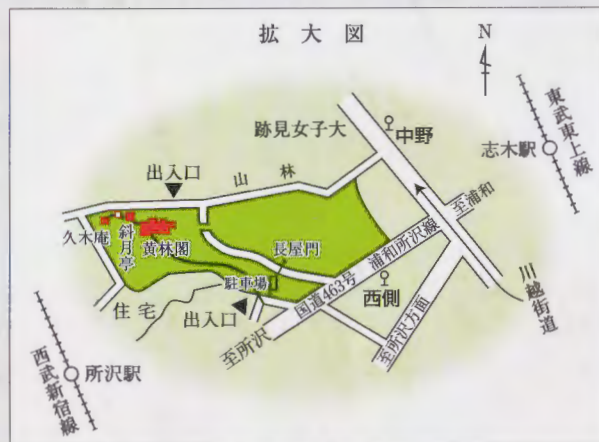 拡大図
N
東武東上線
志木駅
跡見女子大
中野
出入口
山林
至浦和
浦和所沢線
国道463号
久木庵
斜月亭
黄林閣
長屋門
駐車場
西側
住宅
出入口
至所沢
至所沢方面
川越街道
所沢駅
西武新宿線